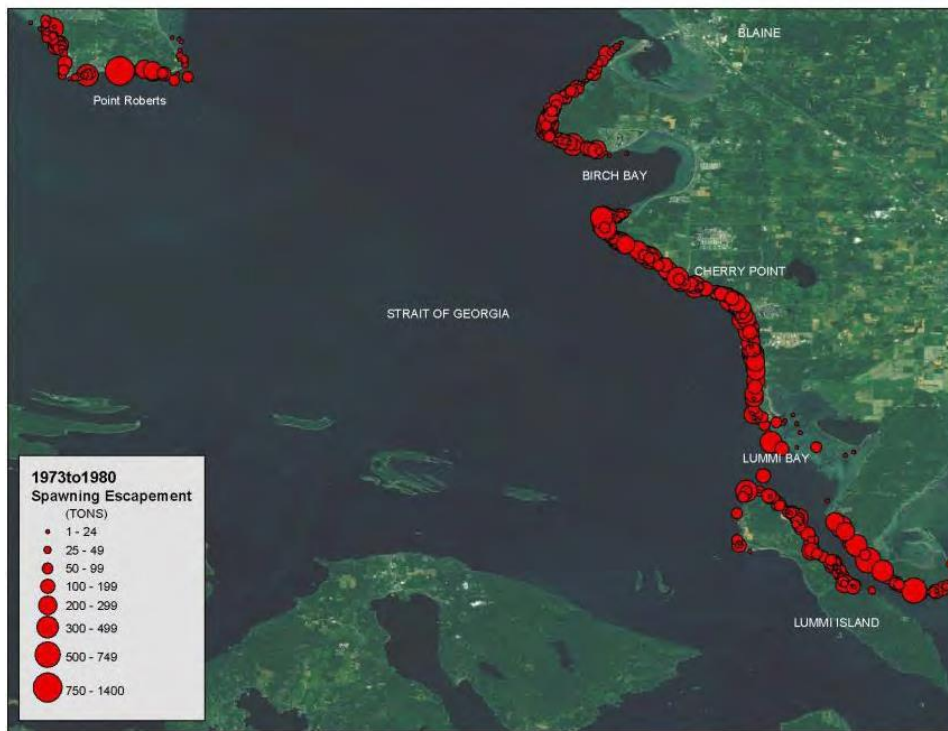 BLAINE
Point Roberts
BIRCH BAY
CHERRY POINT
STRAIT OF GEORGIA
LUMMI BAY
LUMMI ISLAND
1973to1980
Spawning Escapement
(TONS)
1 - 24
25 - 49
50 - 99
100 - 199
200 - 299
300 - 499
500 - 749
750 - 1400